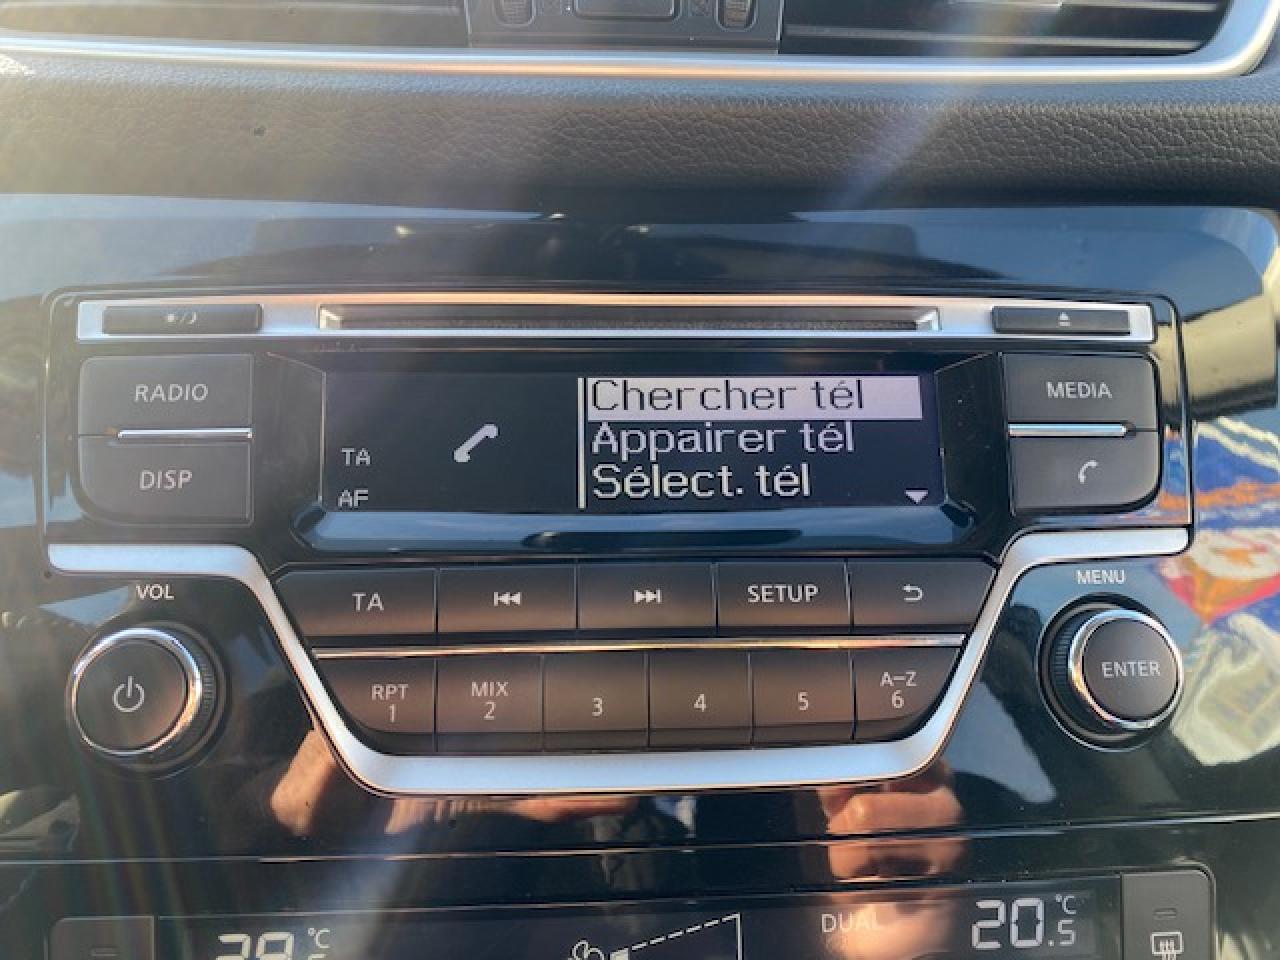 RADIO
DISP
TA
AF
Chercher tél
Appairer tél
Sélect. tél
MEDIA
VOL
TA
SETUP
MENU
RPT
1
MIX
2
3
4
5
A-Z
6
ENTER
DUAL
20.5 °C
°C